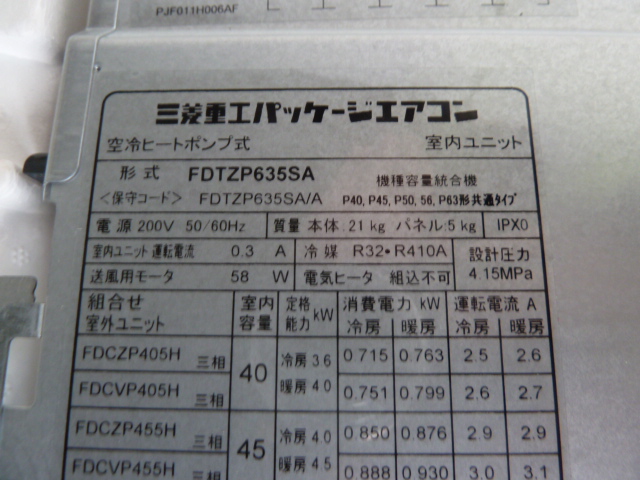 PJF011H006AF
三菱重工パッケージエアコン
空冷ヒートポンプ式 室内ユニット
形式 FDTZP635SA 機種容量統合機
<保守コード> FDTZP635SA/A P40, P45, P50, 56, P63形共通タイプ
電源 200V 50/60Hz 質量 本体.21kg パネル:5kg IPX0
室内ユニット 運転電流 0.3 A 冷媒 R32・R410A 設計圧力
送風用モータ 58 W 電気ヒータ 組込不可 4.15MPa
組合せ 室内 定格 消費電力 kW 運転電流 A
室外ユニット 容量 能力 kW 冷房 暖房 冷房 暖房
FDCZP405H 三相 40 冷房 3.6 0.715 0.763 2.5 2.6
FDCVP405H 三相 暖房 4.0 0.751 0.799 2.6 2.7
FDCZP455H 三相 45 冷房 4.0 0.850 0.876 2.9 2.9
FDCVP455H 三相 暖房 4.5 0.888 0.930 3.0 3.1